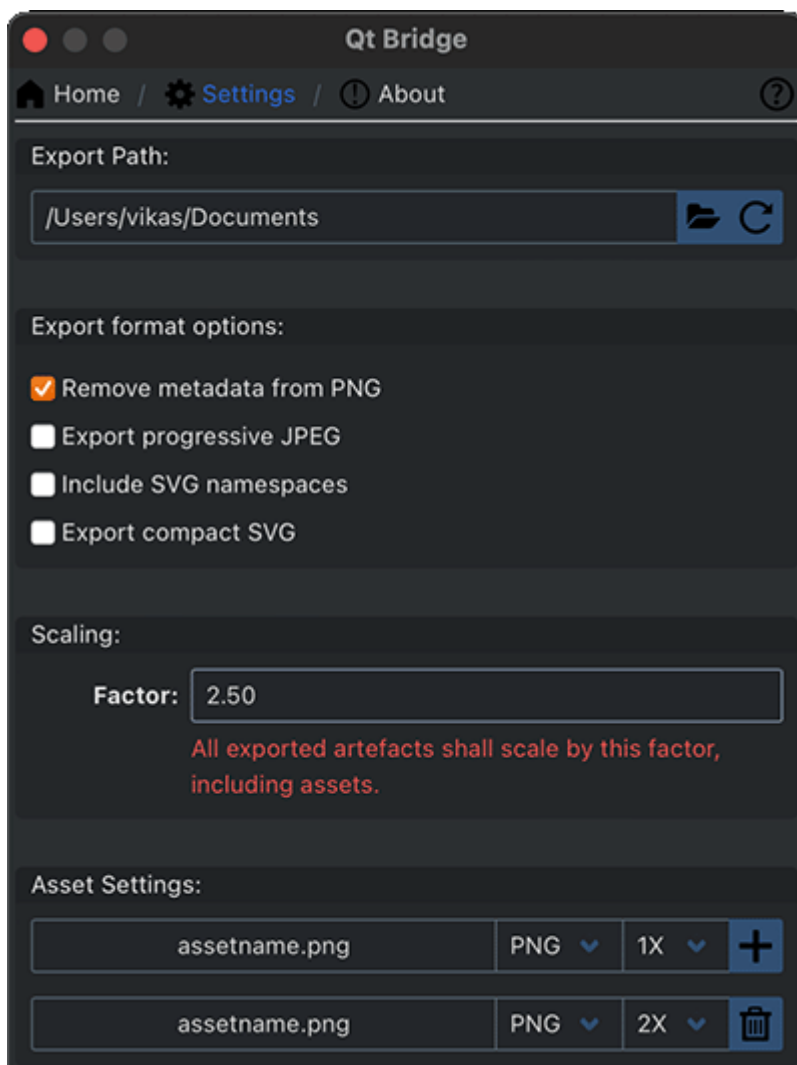 Qt Bridge
Home / Settings / About
Export Path:
/Users/vikas/Documents
Export format options:
Remove metadata from PNG
Export progressive JPEG
Include SVG namespaces
Export compact SVG
Scaling:
Factor: 2.50
All exported artefacts shall scale by this factor,
including assets.
Asset Settings:
assetname.png PNG 1X
assetname.png PNG 2X